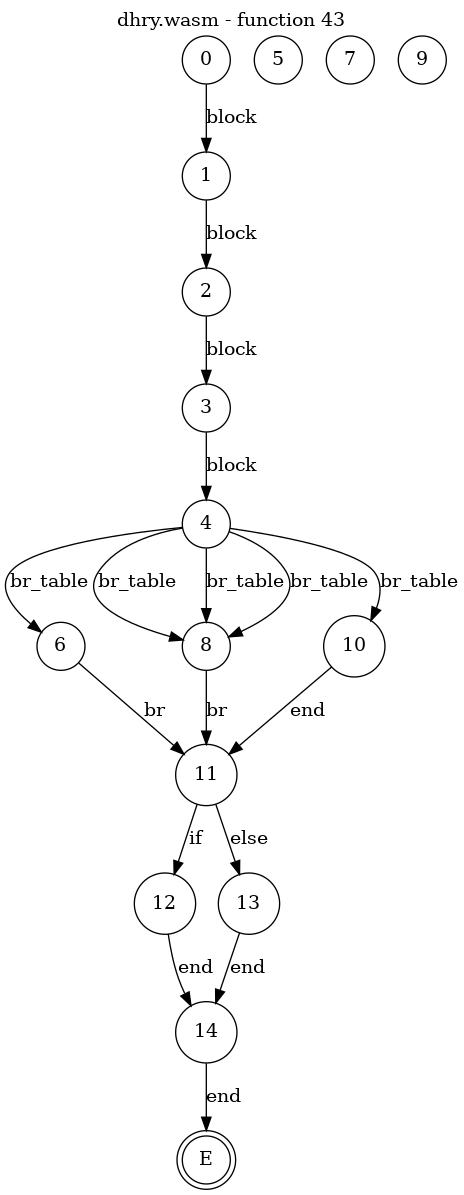 dhry.wasm - function 43
0 5 7 9
block
1
block
2
block
3
block
4
br_table br_table br_table br_table br_table
6 8 10
br br end
11
if else
12 13
end end
14
end
E